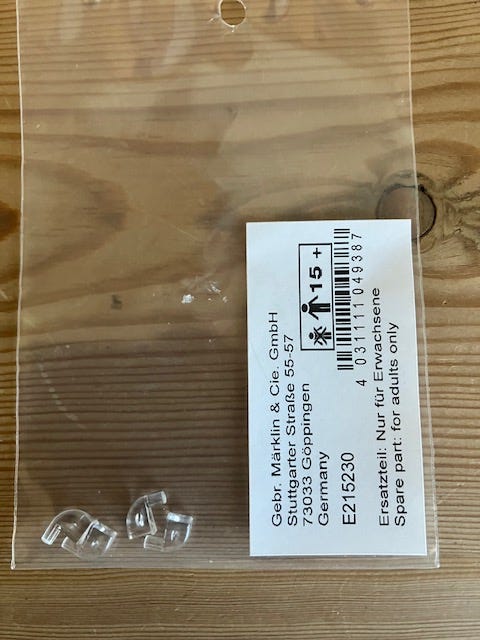 Gebr. Märklin & Cie. GmbH
Stuttgarter Straße 55-57
73033 Göppingen
Germany
15 +
E215230
4 031111 049387
Ersatzteil: Nur für Erwachsene
Spare part: for adults only